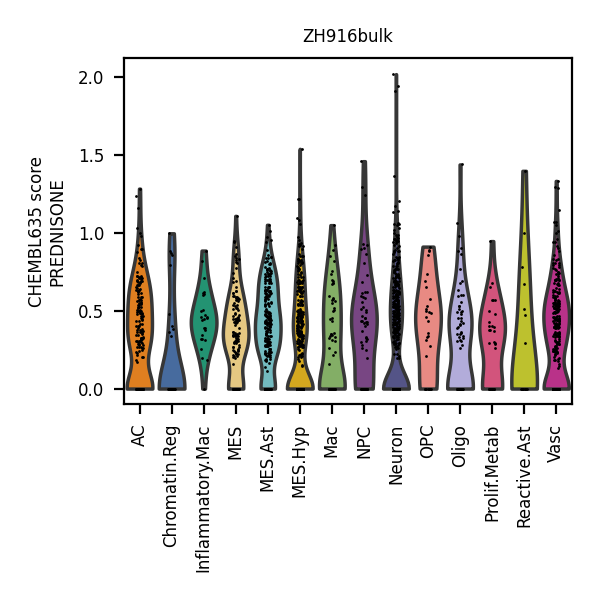 ZH916bulk
CHEMBL635 score
PREDNISONE
2.0
1.5
1.0
0.5
0.0
AC
Chromatin.Reg
Inflammatory.Mac
MES
MES.Ast
MES.Hyp
Mac
NPC
Neuron
OPC
Oligo
Prolif.Metab
Reactive.Ast
Vasc